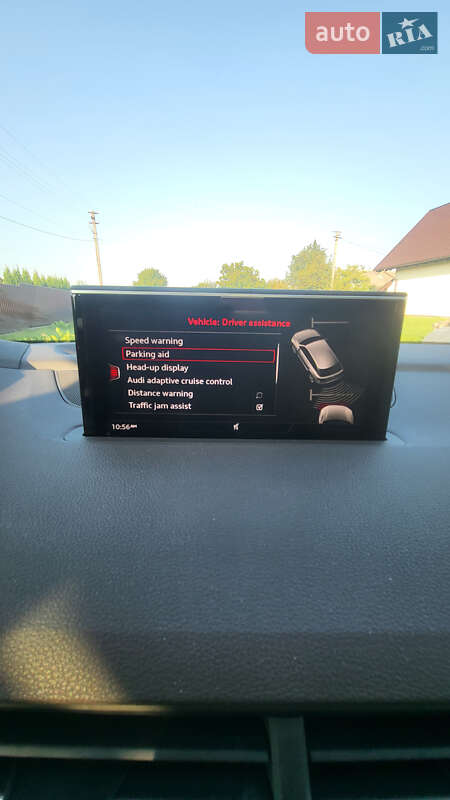 auto RIA
.com
Vehicle: Driver assistance
Speed warning
Parking aid
Head-up display
Audi adaptive cruise control
Distance warning
Traffic jam assist
10:56AM